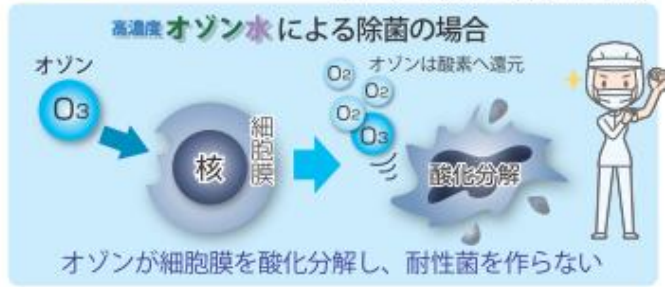 高濃度オゾン水による除菌の場合
オゾン
O3
核
細胞膜
O2
O2
O2
O3
オゾンは酸素へ還元
酸化分解
オゾンが細胞膜を酸化分解し、耐性菌を作らない